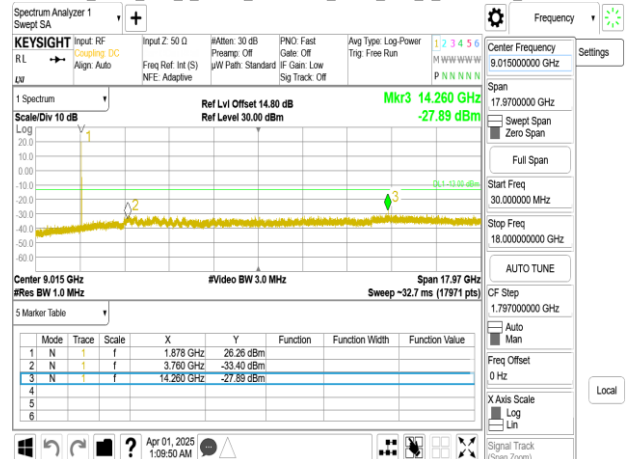 Spectrum Analyzer 1
Swept SA
Frequency
KEYSIGHT
RL
Input: RF
Coupling: DC
Align: Auto
Input Z: 50 Ω
Freq Ref: Int (S)
NFE: Adaptive
#Atten: 30 dB
Preamp: Off
µW Path: Standard
PNO: Fast
Gate: Off
IF Gain: Low
Sig Track: Off
Avg Type: Log-Power
Trig: Free Run
1 2 3 4 5 6
M W W W W W
P N N N N N
1 Spectrum
Scale/Div 10 dB
Ref Lvl Offset 14.80 dB
Ref Level 30.00 dBm
Mkr3 14.260 GHz
-27.89 dBm
Log
20.0
10.0
0.00
-10.0
-20.0
-30.0
-40.0
-50.0
-60.0
1
2
3
DL1 -13.00 dBm
Center 9.015 GHz
#Res BW 1.0 MHz
#Video BW 3.0 MHz
Span 17.97 GHz
Sweep ~32.7 ms (17971 pts)
5 Marker Table
Mode Trace Scale X Y Function Function Width Function Value
1 N 1 f 1.878 GHz 26.26 dBm
2 N 1 f 3.760 GHz -33.40 dBm
3 N 1 f 14.260 GHz -27.89 dBm
4
5
6
?
Apr 01, 2025
1:09:50 AM
Center Frequency
9.015000000 GHz
Settings
Span
17.9700000 GHz
Swept Span
Zero Span
Full Span
Start Freq
30.000000 MHz
Stop Freq
18.000000000 GHz
AUTO TUNE
CF Step
1.797000000 GHz
Auto
Man
Freq Offset
0 Hz
X Axis Scale
Log
Lin
Local
Signal Track
(Span Zoom)